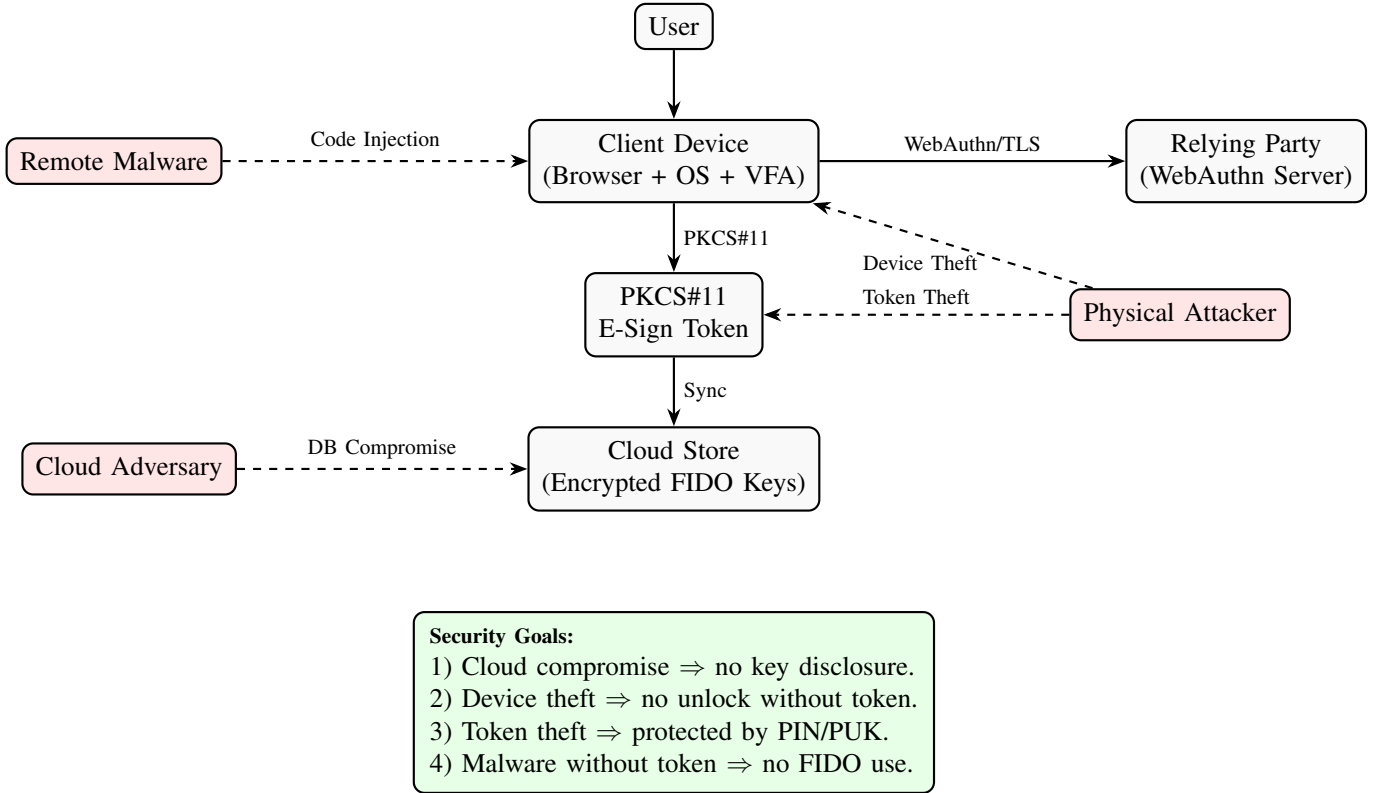 User
Code Injection
Remote Malware
Client Device
(Browser + OS + VFA)
WebAuthn/TLS
Relying Party
(WebAuthn Server)
PKCS#11
Device Theft
Token Theft
PKCS#11
E-Sign Token
Physical Attacker
Sync
DB Compromise
Cloud Adversary
Cloud Store
(Encrypted FIDO Keys)
Security Goals:
1) Cloud compromise ⇒ no key disclosure.
2) Device theft ⇒ no unlock without token.
3) Token theft ⇒ protected by PIN/PUK.
4) Malware without token ⇒ no FIDO use.